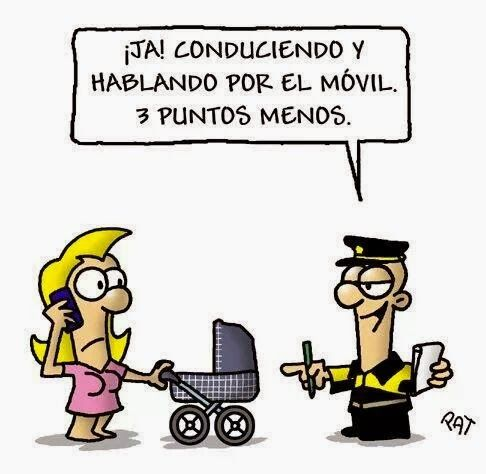 ¡JA! CONDUCIENDO Y
HABLANDO POR EL MÓVIL.
3 PUNTOS MENOS.
RAT